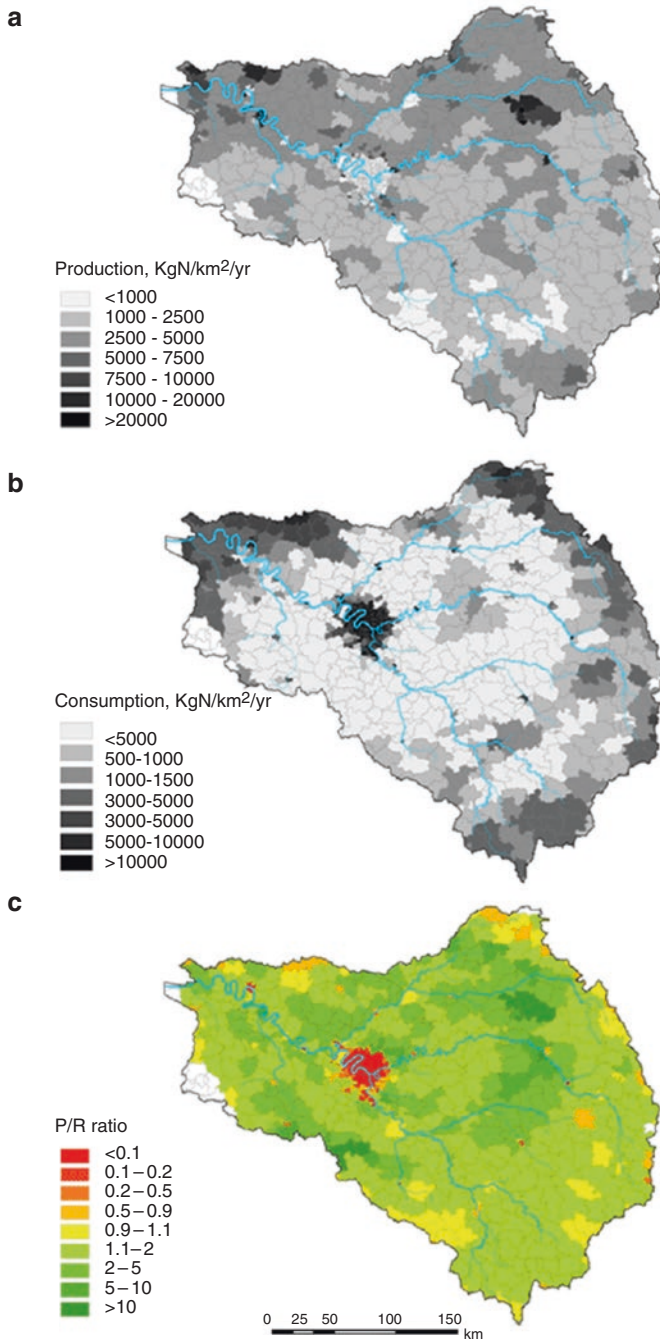 a
Production, KgN/km²/yr
<1000
1000 - 2500
2500 - 5000
5000 - 7500
7500 - 10000
10000 - 20000
>20000
b
Consumption, KgN/km²/yr
<5000
500-1000
1000-1500
3000-5000
3000-5000
5000-10000
>10000
c
P/R ratio
<0.1
0.1–0.2
0.2–0.5
0.5–0.9
0.9–1.1
1.1–2
2–5
5–10
>10
0 25 50 100 150
km